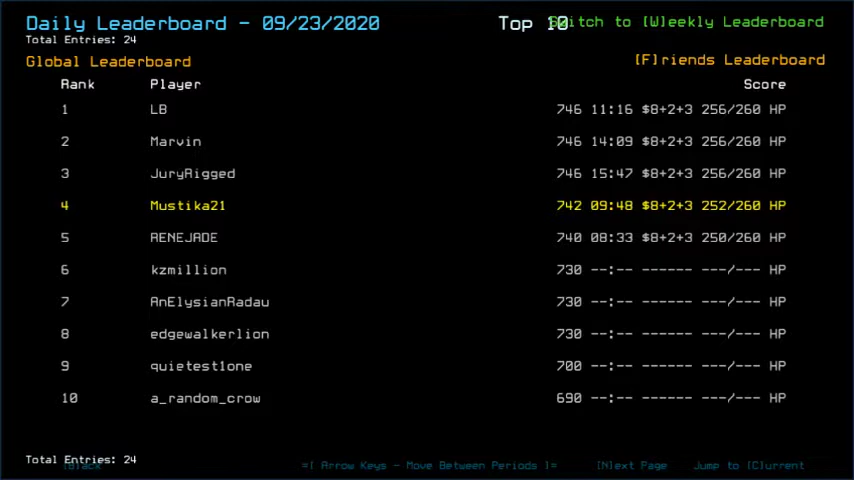 Daily Leaderboard - 09/23/2020 Top 10 Switch to [W]eekly Leaderboard
Total Entries: 24
Global Leaderboard [F]riends Leaderboard
Rank Player Score
1 LB 746 11:16 $8+2+3 256/260 HP
2 Marvin 746 14:09 $8+2+3 256/260 HP
3 JuryRigged 746 15:47 $8+2+3 256/260 HP
4 Mustika21 742 09:48 $8+2+3 252/260 HP
5 RENEJADE 740 08:33 $8+2+3 250/260 HP
6 kzmillion 730 --:-- ------ ---/--- HP
7 AnElysianRadau 730 --:-- ------ ---/--- HP
8 edgewalkerlion 730 --:-- ------ ---/--- HP
9 quietest1one 700 --:-- ------ ---/--- HP
10 a_random_crow 690 --:-- ------ ---/--- HP
Total Entries: 24
[B]ack =[ Arrow Keys - Move Between Periods ]= [N]ext Page Jump to [C]urrent